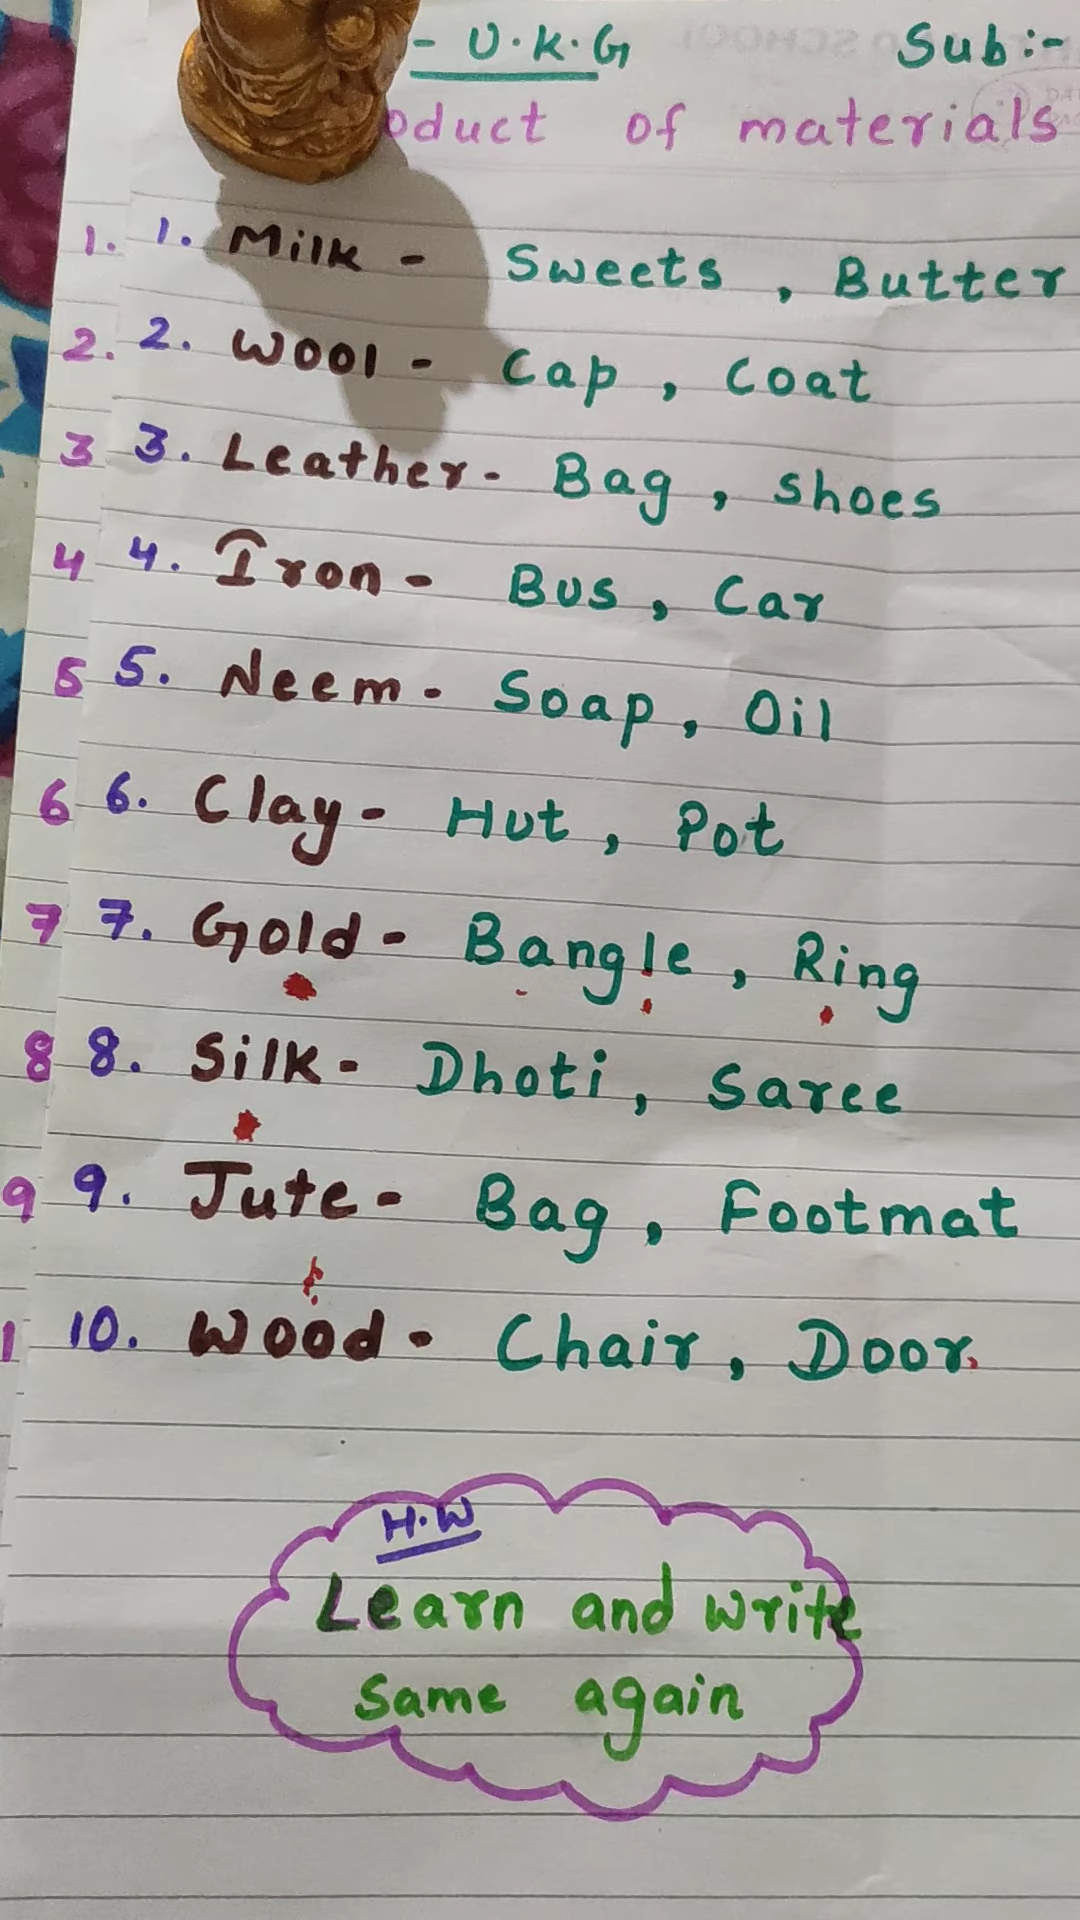 - U.K.G Sub:-
oduct of materials
1. 1. Milk - Sweets , Butter
2. 2. Wool - Cap , Coat
3 3. Leather - Bag , shoes
4 4. Iron - Bus , Car
5 5. Neem - Soap , Oil
6 6. Clay - Hut , Pot
7 7. Gold - Bangle , Ring
8 8. Silk - Dhoti , Saree
9 9. Jute - Bag , Footmat
1 10. Wood - Chair , Door.
H.W
Learn and write
same again